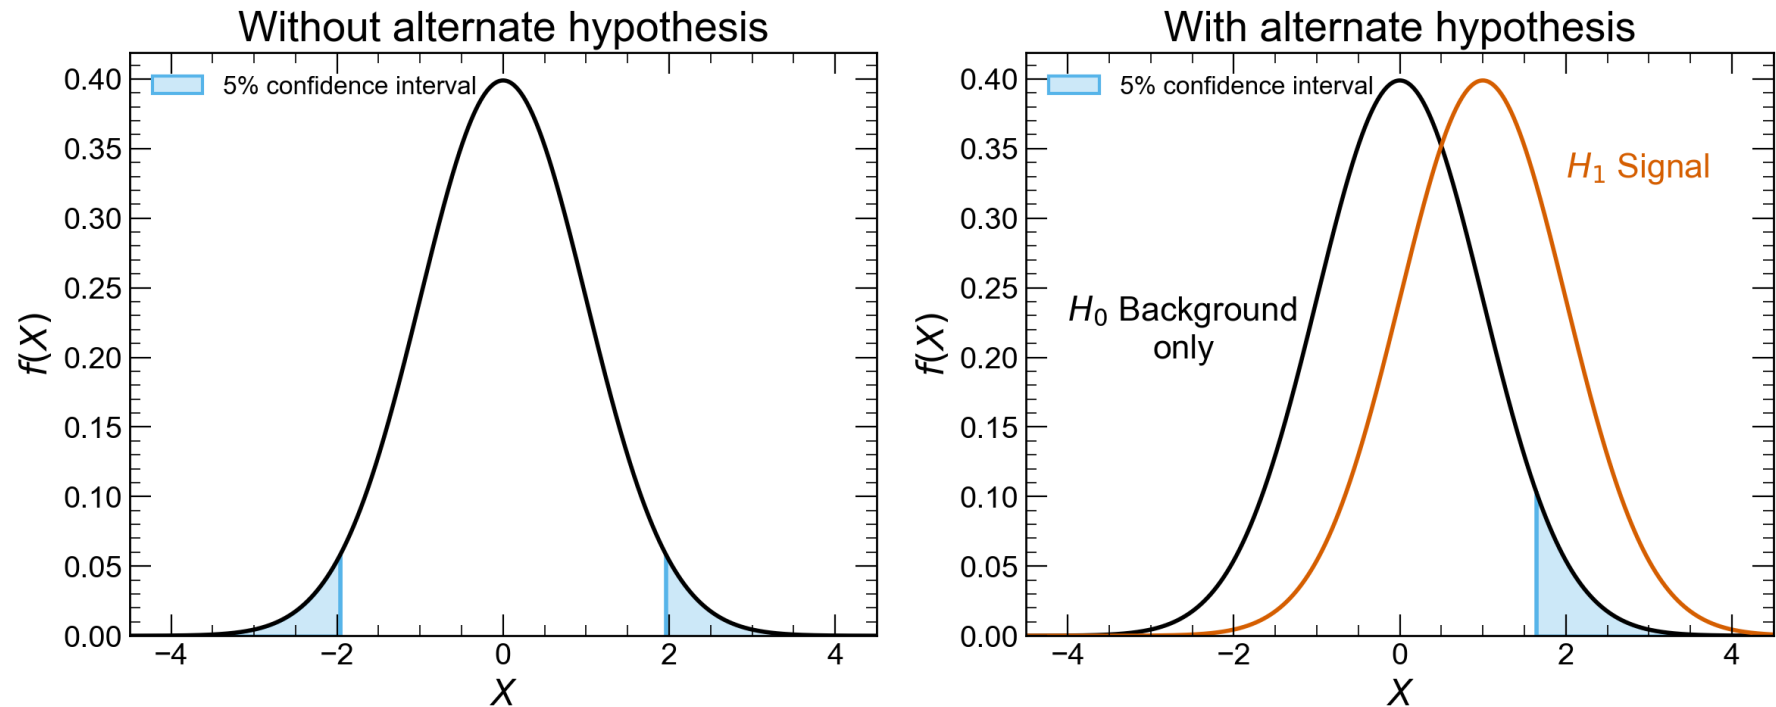 Without alternate hypothesis
5% confidence interval
0.40
0.35
0.30
0.25
0.20
0.15
0.10
0.05
0.00
f(X)
−4 −2 0 2 4
X
With alternate hypothesis
5% confidence interval
H₁ Signal
H₀ Background
only
0.40
0.35
0.30
0.25
0.20
0.15
0.10
0.05
0.00
f(X)
−4 −2 0 2 4
X